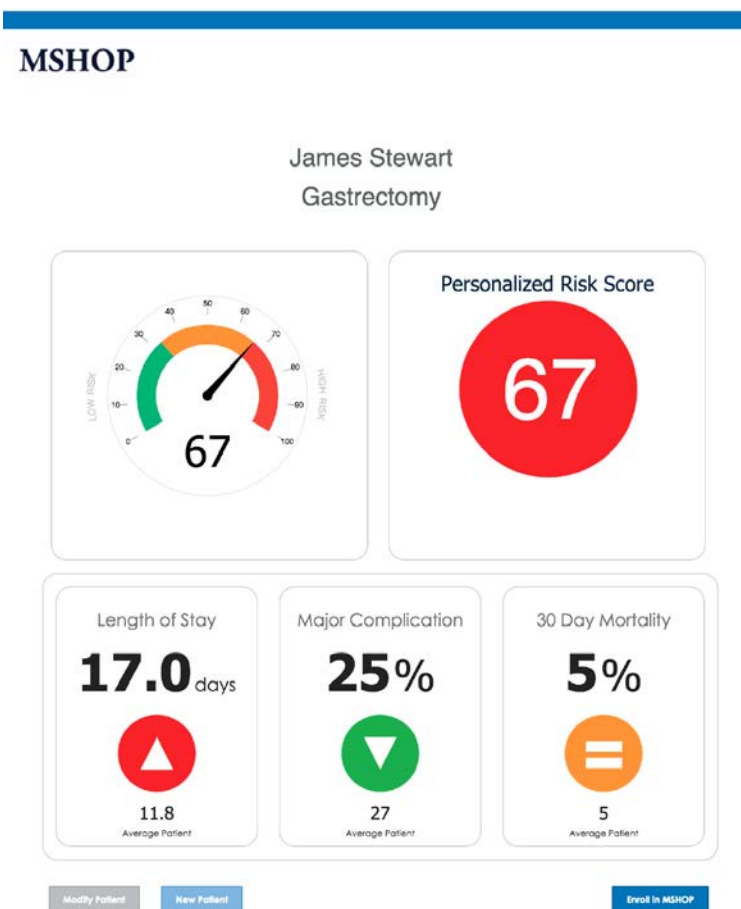 MSHOP
James Stewart
Gastrectomy
0
10
20
30
40
50
60
70
80
90
100
LOW RISK
HIGH RISK
67
Personalized Risk Score
67
Length of Stay
17.0 days
11.8
Average Patient
Major Complication
25%
27
Average Patient
30 Day Mortality
5%
5
Average Patient
Modify Patient
New Patient
Enroll in MSHOP